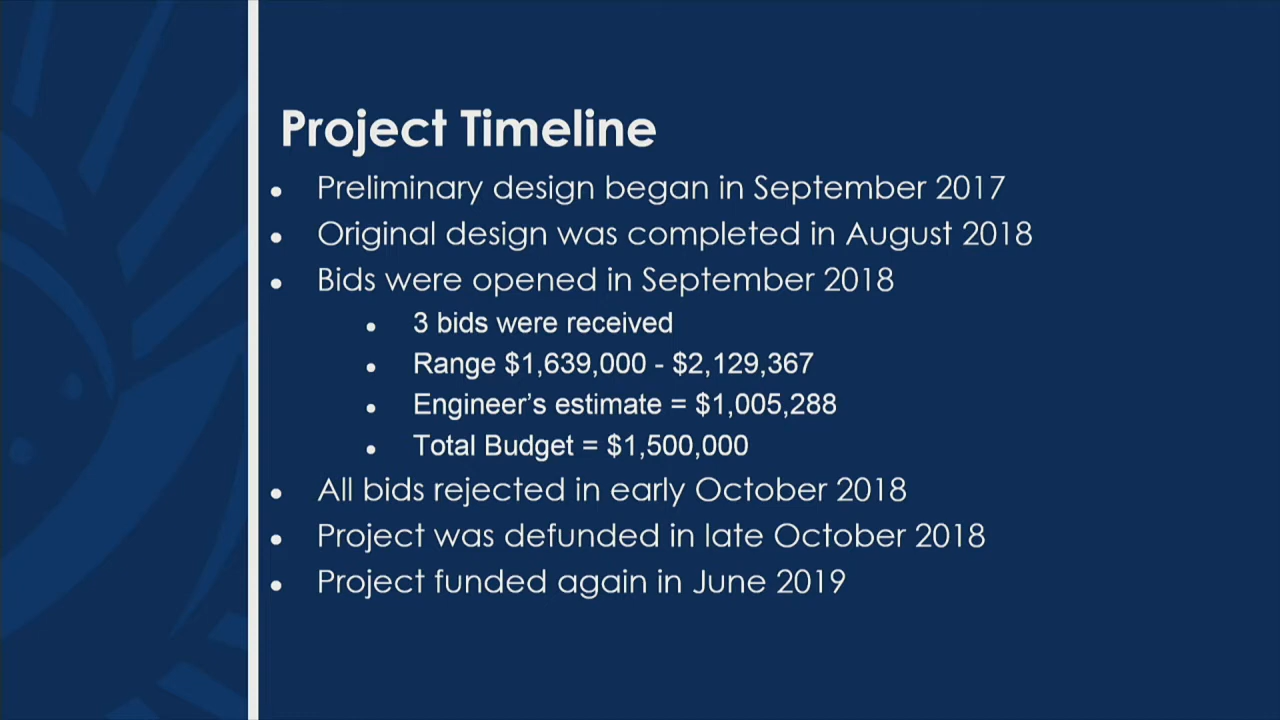 Project Timeline
• Preliminary design began in September 2017
• Original design was completed in August 2018
• Bids were opened in September 2018
• 3 bids were received
• Range $1,639,000 - $2,129,367
• Engineer’s estimate = $1,005,288
• Total Budget = $1,500,000
• All bids rejected in early October 2018
• Project was defunded in late October 2018
• Project funded again in June 2019